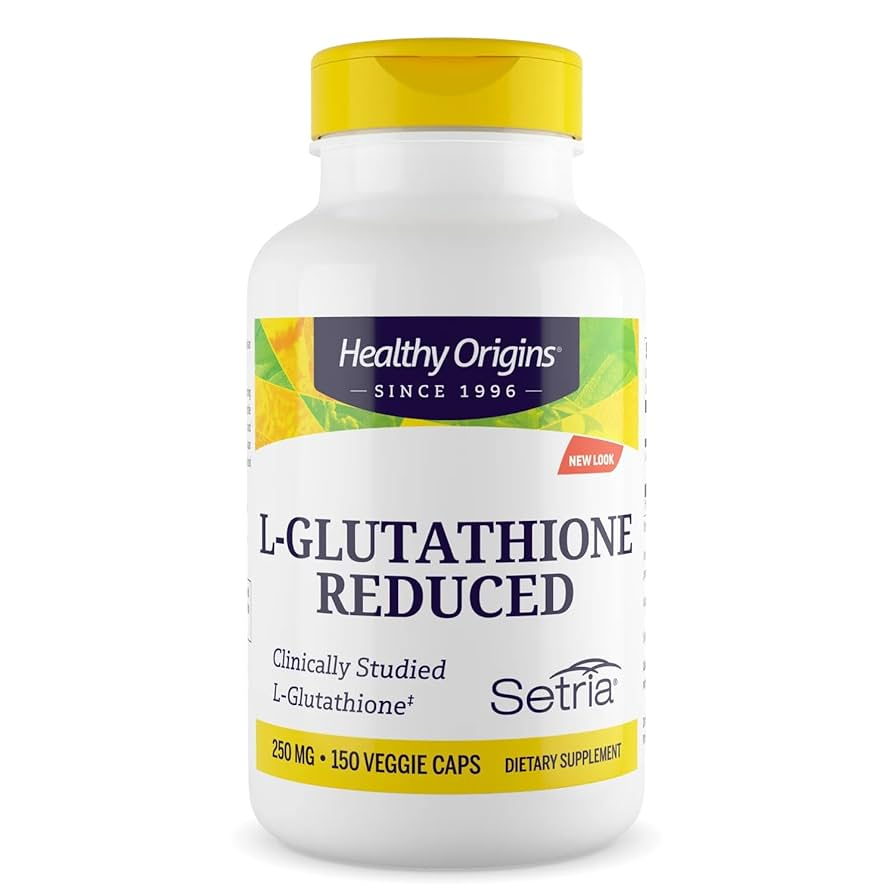 Healthy Origins®
SINCE 1996
NEW LOOK
L-GLUTATHIONE
REDUCED
Clinically Studied
L-Glutathione‡
Setria®
250 MG • 150 VEGGIE CAPS
DIETARY SUPPLEMENT